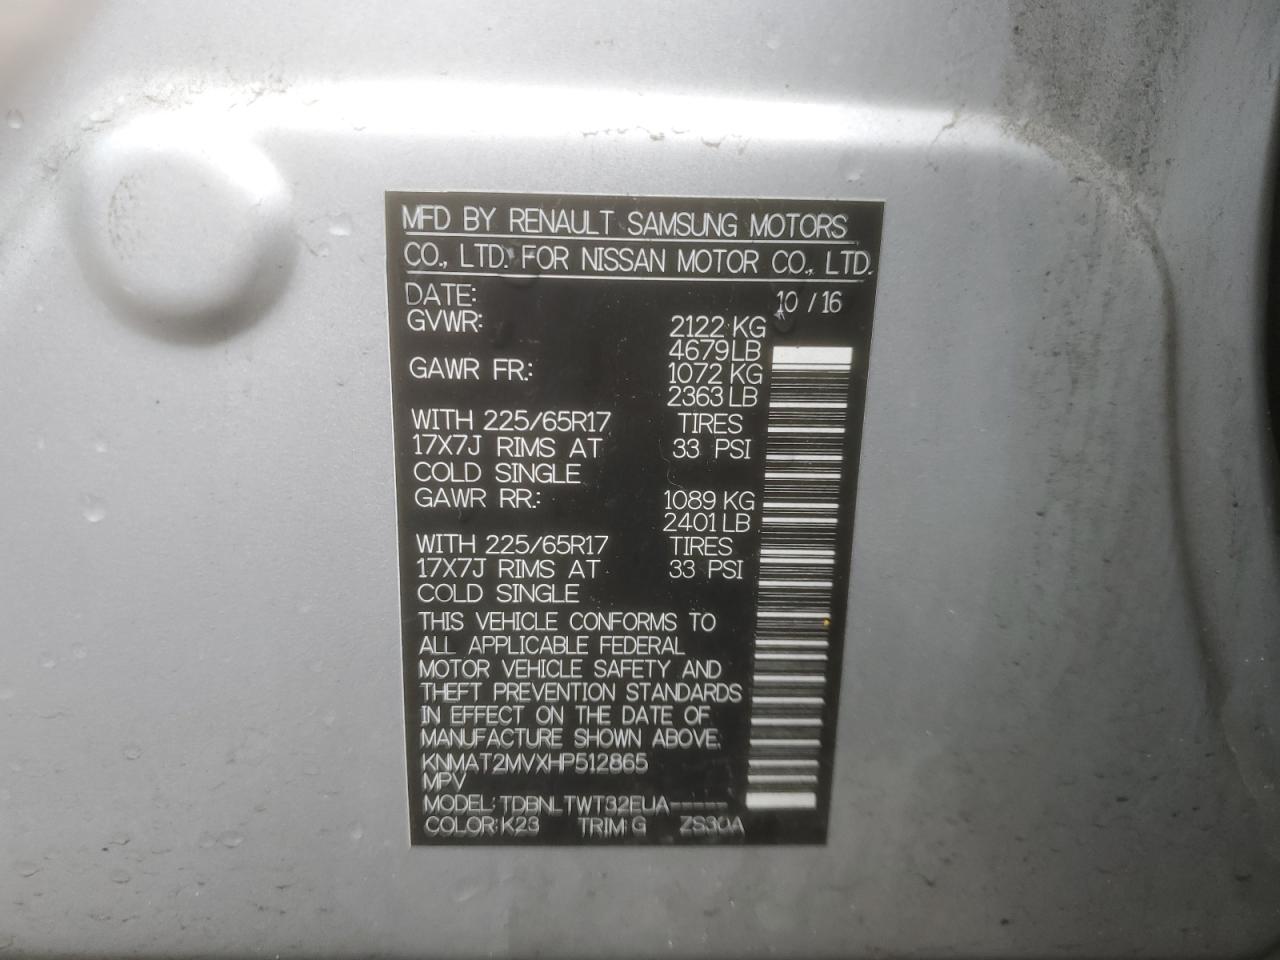 MFD BY RENAULT SAMSUNG MOTORS
CO., LTD. FOR NISSAN MOTOR CO., LTD.
DATE: 10 / 16
GVWR: 2122 KG
4679 LB
GAWR FR.: 1072 KG
2363 LB
WITH 225/65R17 TIRES
17X7J RIMS AT 33 PSI
COLD SINGLE
GAWR RR.: 1089 KG
2401 LB
WITH 225/65R17 TIRES
17X7J RIMS AT 33 PSI
COLD SINGLE
THIS VEHICLE CONFORMS TO
ALL APPLICABLE FEDERAL
MOTOR VEHICLE SAFETY AND
THEFT PREVENTION STANDARDS
IN EFFECT ON THE DATE OF
MANUFACTURE SHOWN ABOVE.
KNMAT2MVXHP512865
MPV
MODEL: TDBNLTWT32EUA-----
COLOR: K23 TRIM: G ZS30A